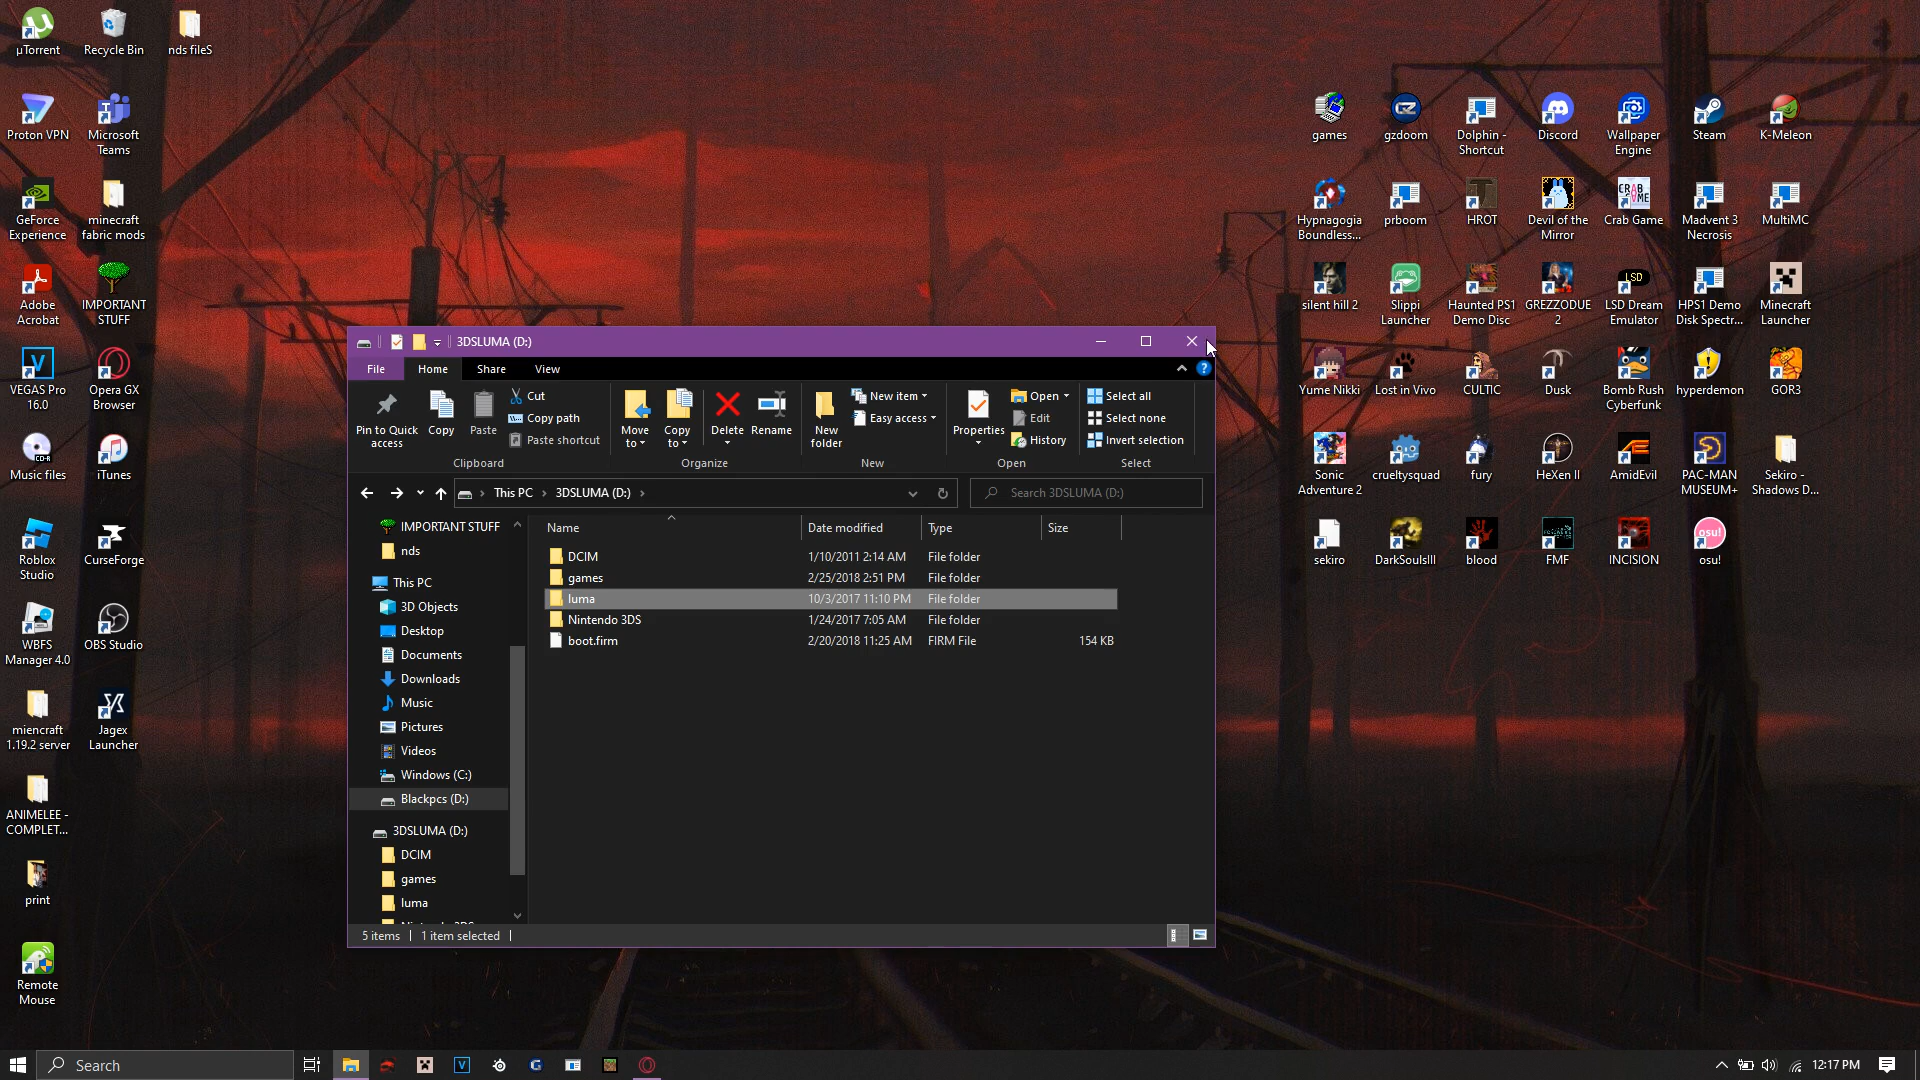 µTorrent
Recycle Bin
nds fileS
Proton VPN
Microsoft
Teams
GeForce
Experience
minecraft
fabric mods
Adobe
Acrobat
IMPORTANT
STUFF
VEGAS Pro
16.0
Opera GX
Browser
Music files
iTunes
Roblox
Studio
CurseForge
WBFS
Manager 4.0
OBS Studio
miencraft
1.19.2 server
Jagex
Launcher
ANIMELEE -
COMPLET...
print
Remote
Mouse
games
gzdoom
Dolphin -
Shortcut
Discord
Wallpaper
Engine
Steam
K-Meleon
Hypnagogia
Boundless...
prboom
HROT
Devil of the
Mirror
CRAB
GAME
Crab Game
Madvent 3
Necrosis
MultiMC
silent hill 2
Slippi
Launcher
Haunted PS1
Demo Disc
GREZZODUE
2
LSD
LSD Dream
Emulator
HPS1 Demo
Disk Spectr...
Minecraft
Launcher
Yume Nikki
Lost in Vivo
CULTIC
Dusk
Bomb Rush
Cyberfunk
hyperdemon
GOR3
Sonic
Adventure 2
crueltysquad
fury
HeXen II
AmidEvil
PAC-MAN
MUSEUM+
Sekiro -
Shadows D...
sekiro
DarkSoulsIII
blood
FMF
INCISION
osu!
osu!
3DSLUMA (D:)
File
Home
Share
View
Pin to Quick
access
Copy
Paste
Cut
Copy path
Paste shortcut
Clipboard
Move
to
Copy
to
Delete
Rename
Organize
New
folder
New item
Easy access
New
Properties
Open
Edit
History
Open
Select all
Select none
Invert selection
Select
This PC
3DSLUMA (D:)
Search 3DSLUMA (D:)
IMPORTANT STUFF
nds
This PC
3D Objects
Desktop
Documents
Downloads
Music
Pictures
Videos
Windows (C:)
Blackpcs (D:)
3DSLUMA (D:)
DCIM
games
luma
Name Date modified Type Size
DCIM 1/10/2011 2:14 AM File folder
games 2/25/2018 2:51 PM File folder
luma 10/3/2017 11:10 PM File folder
Nintendo 3DS 1/24/2017 7:05 AM File folder
boot.firm 2/20/2018 11:25 AM FIRM File 154 KB
5 items
1 item selected
Search
12:17 PM